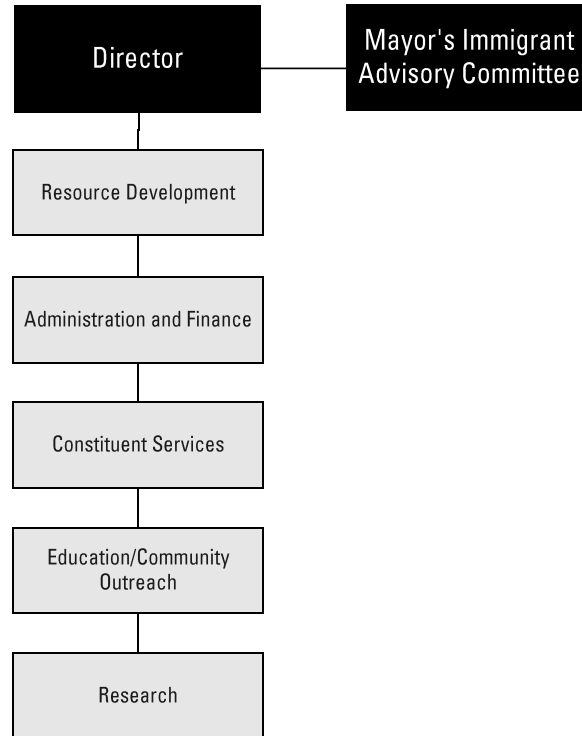 Director
Mayor's Immigrant
Advisory Committee
Resource Development
Administration and Finance
Constituent Services
Education/Community
Outreach
Research